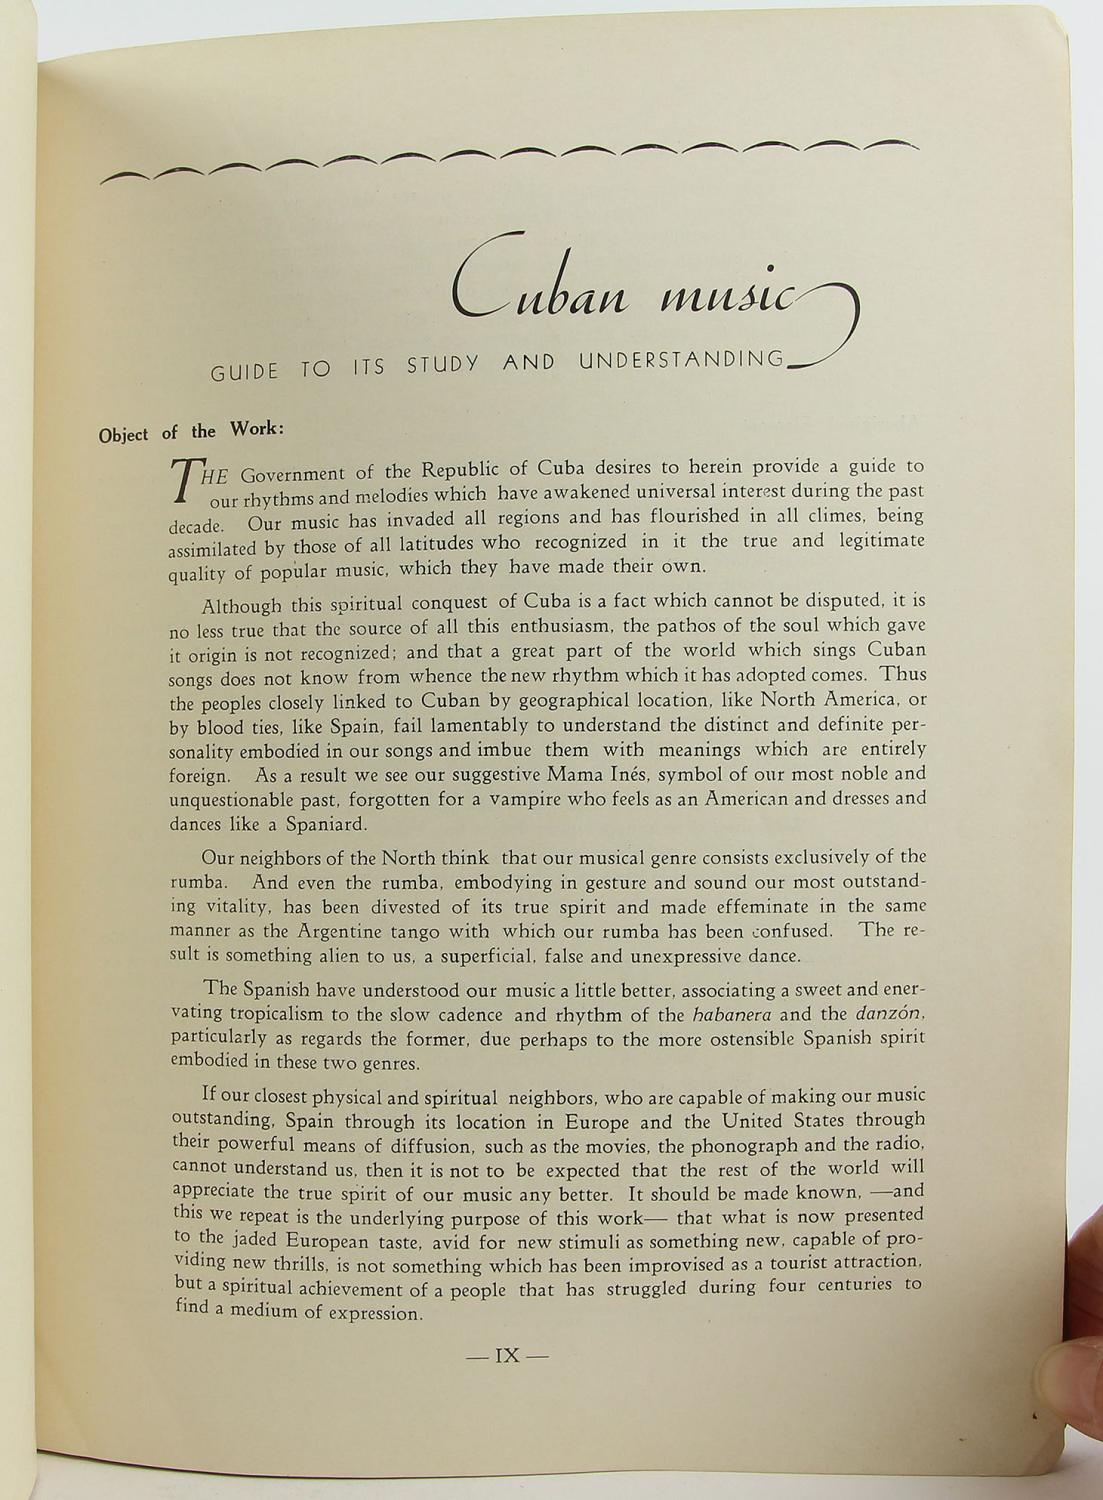 Cuban music
GUIDE TO ITS STUDY AND UNDERSTANDING
Object of the Work:
THE Government of the Republic of Cuba desires to herein provide a guide to
our rhythms and melodies which have awakened universal interest during the past
decade. Our music has invaded all regions and has flourished in all climes, being
assimilated by those of all latitudes who recognized in it the true and legitimate
quality of popular music, which they have made their own.
Although this spiritual conquest of Cuba is a fact which cannot be disputed, it is
no less true that the source of all this enthusiasm, the pathos of the soul which gave
it origin is not recognized; and that a great part of the world which sings Cuban
songs does not know from whence the new rhythm which it has adopted comes. Thus
the peoples closely linked to Cuban by geographical location, like North America, or
by blood ties, like Spain, fail lamentably to understand the distinct and definite per-
sonality embodied in our songs and imbue them with meanings which are entirely
foreign. As a result we see our suggestive Mama Inés, symbol of our most noble and
unquestionable past, forgotten for a vampire who feels as an American and dresses and
dances like a Spaniard.
Our neighbors of the North think that our musical genre consists exclusively of the
rumba. And even the rumba, embodying in gesture and sound our most outstand-
ing vitality, has been divested of its true spirit and made effeminate in the same
manner as the Argentine tango with which our rumba has been confused. The re-
sult is something alien to us, a superficial, false and unexpressive dance.
The Spanish have understood our music a little better, associating a sweet and ener-
vating tropicalism to the slow cadence and rhythm of the habanera and the danzón,
particularly as regards the former, due perhaps to the more ostensible Spanish spirit
embodied in these two genres.
If our closest physical and spiritual neighbors, who are capable of making our music
outstanding, Spain through its location in Europe and the United States through
their powerful means of diffusion, such as the movies, the phonograph and the radio,
cannot understand us, then it is not to be expected that the rest of the world will
appreciate the true spirit of our music any better. It should be made known, —and
this we repeat is the underlying purpose of this work— that what is now presented
to the jaded European taste, avid for new stimuli as something new, capable of pro-
viding new thrills, is not something which has been improvised as a tourist attraction,
but a spiritual achievement of a people that has struggled during four centuries to
find a medium of expression.
— IX —